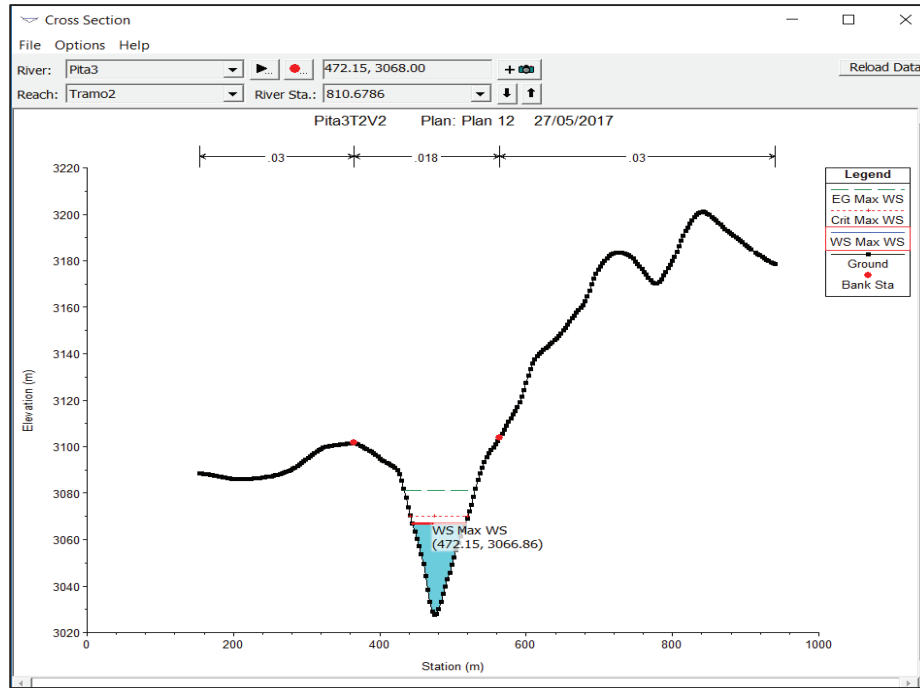 Cross Section
File Options Help
River: Pita3 472.15, 3068.00 Reload Data
Reach: Tramo2 River Sta.: 810.6786
Pita3T2V2 Plan: Plan 12 27/05/2017
.03 .018 .03
Legend
EG Max WS
Crit Max WS
WS Max WS
Ground
Bank Sta
3220
3200
3180
3160
3140
3120
3100
3080
3060
3040
3020
Elevation (m)
WS Max WS
(472.15, 3066.86)
0 200 400 600 800 1000
Station (m)